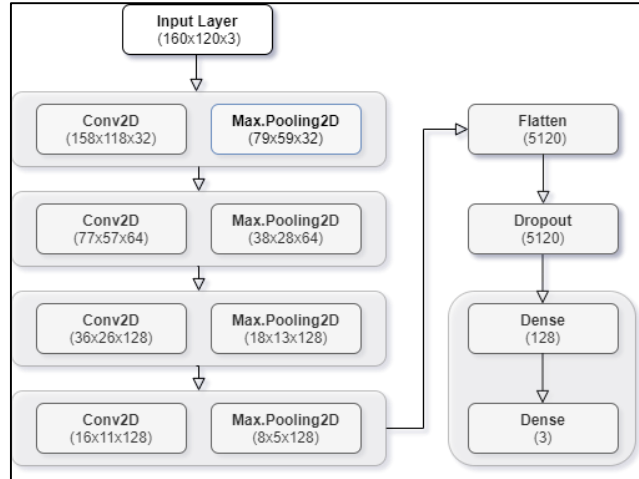 Input Layer
(160x120x3)
Conv2D
(158x118x32)
Max.Pooling2D
(79x59x32)
Conv2D
(77x57x64)
Max.Pooling2D
(38x28x64)
Conv2D
(36x26x128)
Max.Pooling2D
(18x13x128)
Conv2D
(16x11x128)
Max.Pooling2D
(8x5x128)
Flatten
(5120)
Dropout
(5120)
Dense
(128)
Dense
(3)